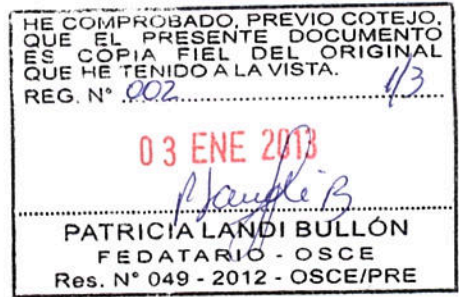 HE COMPROBADO, PREVIO COTEJO,
QUE EL PRESENTE DOCUMENTO
ES COPIA FIEL DEL ORIGINAL
QUE HE TENIDO A LA VISTA.
REG. N° 002 1/3
03 ENE 2013
PATRICIA LANDI BULLÓN
FEDATARIO - OSCE
Res. N° 049 - 2012 - OSCE/PRE